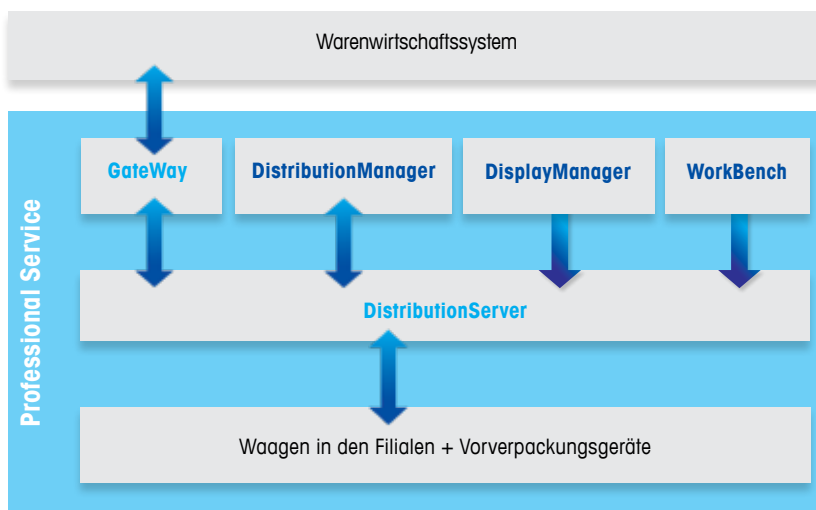 Warenwirtschaftssystem
Professional Service
GateWay
DistributionManager
DisplayManager
WorkBench
DistributionServer
Waagen in den Filialen + Vorverpackungsgeräte